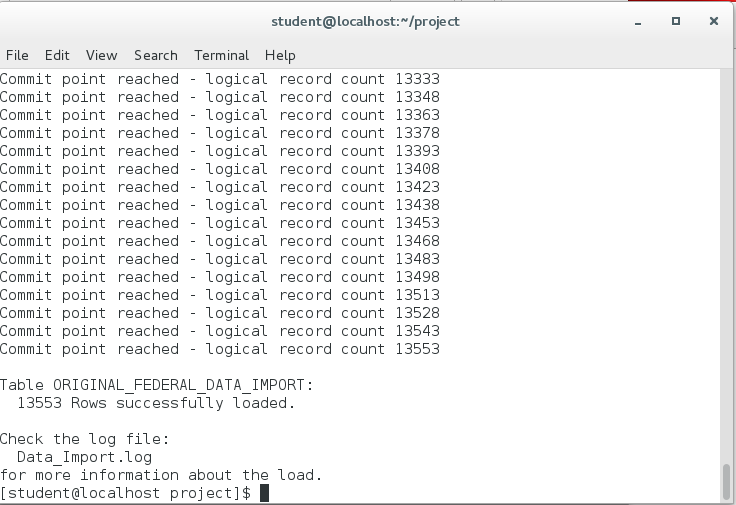 student@localhost:~/project
File Edit View Search Terminal Help
Commit point reached - logical record count 13333
Commit point reached - logical record count 13348
Commit point reached - logical record count 13363
Commit point reached - logical record count 13378
Commit point reached - logical record count 13393
Commit point reached - logical record count 13408
Commit point reached - logical record count 13423
Commit point reached - logical record count 13438
Commit point reached - logical record count 13453
Commit point reached - logical record count 13468
Commit point reached - logical record count 13483
Commit point reached - logical record count 13498
Commit point reached - logical record count 13513
Commit point reached - logical record count 13528
Commit point reached - logical record count 13543
Commit point reached - logical record count 13553
Table ORIGINAL_FEDERAL_DATA_IMPORT:
13553 Rows successfully loaded.
Check the log file:
Data_Import.log
for more information about the load.
[student@localhost project]$